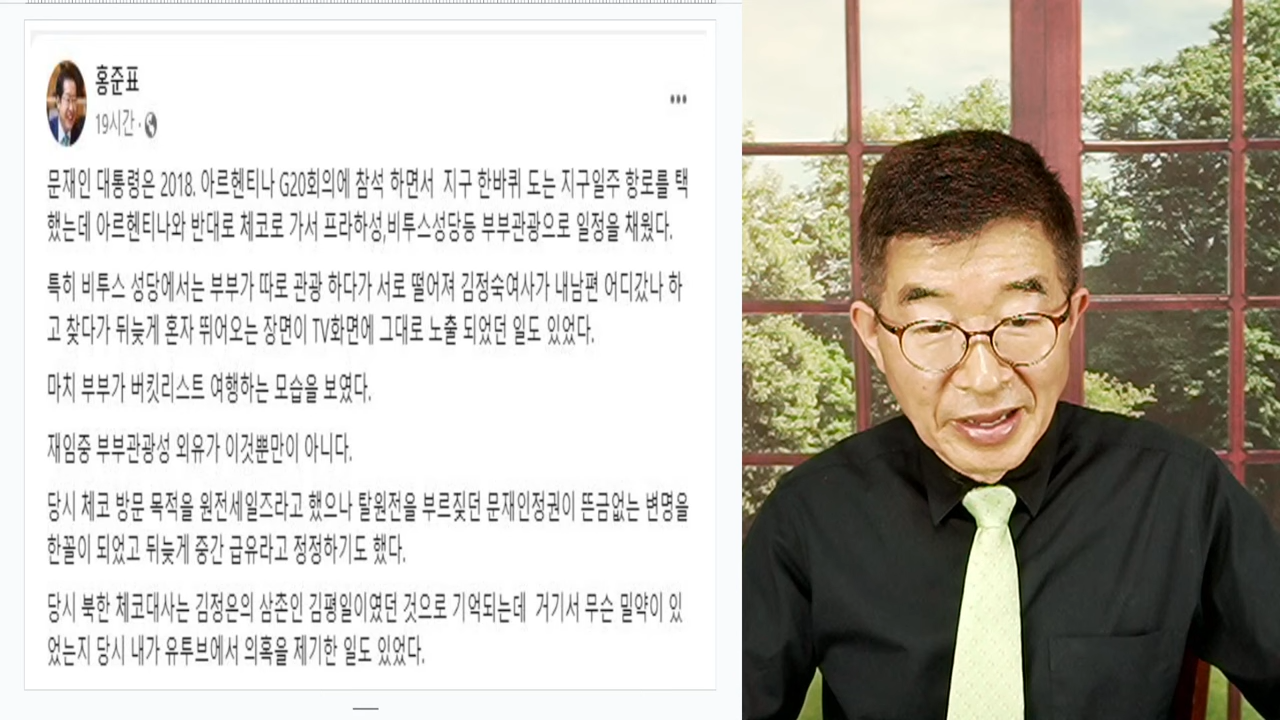 홍준표
19시간 ·
문재인 대통령은 2018. 아르헨티나 G20회의에 참석 하면서 지구 한바퀴 도는 지구일주 항로를 택
했는데 아르헨티나와 반대로 체코로 가서 프라하성,비투스성당등 부부관광으로 일정을 채웠다.
특히 비투스 성당에서는 부부가 따로 관광 하다가 서로 떨어져 김정숙여사가 내남편 어디갔나 하
고 찾다가 뒤늦게 혼자 뛰어오는 장면이 TV화면에 그대로 노출 되었던 일도 있었다.
마치 부부가 버킷리스트 여행하는 모습을 보였다.
재임중 부부관광성 외유가 이것뿐만이 아니다.
당시 체코 방문 목적을 원전세일즈라고 했으나 탈원전을 부르짖던 문재인정권이 뜬금없는 변명을
한꼴이 되었고 뒤늦게 중간 급유라고 정정하기도 했다.
당시 북한 체코대사는 김정은의 삼촌인 김평일이였던 것으로 기억되는데 거기서 무슨 밀약이 있
었는지 당시 내가 유투브에서 의혹을 제기한 일도 있었다.